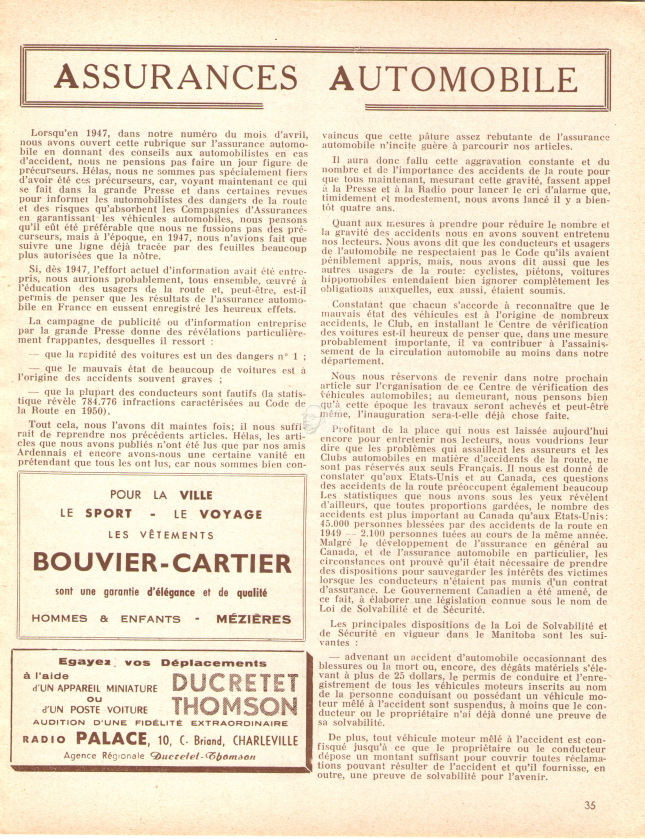 ASSURANCES AUTOMOBILE
Lorsqu'en 1947, dans notre numéro du mois d'avril,
nous avons ouvert cette rubrique sur l'assurance automo-
bile en donnant des conseils aux automobilistes en cas
d'accident, nous ne pensions pas faire un jour figure de
précurseurs. Hélas, nous ne sommes pas spécialement fiers
d'avoir été ces précurseurs, car, voyant maintenant ce qui
se fait dans la grande Presse et dans certaines revues
pour informer les automobilistes des dangers de la route
et des risques qu'absorbent les Compagnies d'Assurances
en garantissant les véhicules automobiles, nous pensons
qu'il eût été préférable que nous ne fussions pas des pré-
curseurs, mais à l'époque, en 1947, nous n'avions fait que
suivre une ligne déjà tracée par des feuilles beaucoup
plus autorisées que la nôtre.
Si, dès 1947, l'effort actuel d'information avait été entre-
pris, nous aurions probablement, tous ensemble, œuvré à
l'éducation des usagers de la route et, peut-être, est-il
permis de penser que les résultats de l'assurance automo-
bile en France en eussent enregistré les heureux effets.
La campagne de publicité ou d'information entreprise
par la grande Presse donne des révélations particulière-
ment frappantes, desquelles il ressort :
— que la rapidité des voitures est un des dangers n° 1 ;
— que le mauvais état de beaucoup de voitures est à
l'origine des accidents souvent graves ;
— que la plupart des conducteurs sont fautifs (la statis-
tique révèle 784.776 infractions caractérisées au Code de
la Route en 1950).
Tout cela, nous l'avons dit maintes fois; il nous suffi
rait de reprendre nos précédents articles. Hélas, les arti-
cles que nous avons publiés n'ont été lus que par nos amis
Ardennais et encore avons-nous une certaine vanité en
prétendant que tous les ont lus, car nous sommes bien con-
POUR LA VILLE
LE SPORT - LE VOYAGE
LES VÊTEMENTS
BOUVIER-CARTIER
sont une garantie d'élégance et de qualité
HOMMES & ENFANTS - MÉZIÈRES
Egayez vos Déplacements
à l'aide
d'UN APPAREIL MINIATURE
OU
d'UN POSTE VOITURE
DUCRETET
THOMSON
AUDITION D'UNE FIDÉLITÉ EXTRAORDINAIRE
RADIO PALACE, 10, C. Briand, CHARLEVILLE
Agence Régionale Ducretet-Thomson
vaincus que cette pâture assez rebutante de l'assurance
automobile n'incite guère à parcourir nos articles.
Il aura donc fallu cette aggravation constante et du
nombre et de l'importance des accidents de la route pour
que tous maintenant, mesurant cette gravité, fassent appel
à la Presse et à la Radio pour lancer le cri d'alarme que,
timidement et modestement, nous avons lancé il y a bien-
tôt quatre ans.
Quant aux mesures à prendre pour réduire le nombre et
la gravité des accidents nous en avons souvent entretenu
nos lecteurs. Nous avons dit que les conducteurs et usagers
de l'automobile ne respectaient pas le Code qu'ils avaient
péniblement appris, mais, nous avons dit aussi que les
autres usagers de la route: cyclistes, piétons, voitures
hippomobiles entendaient bien ignorer complètement les
obligations auxquelles, eux aussi, étaient soumis.
Constatant que chacun s'accorde à reconnaître que le
mauvais état des véhicules est à l'origine de nombreux
accidents, le Club, en installant le Centre de vérification
des voitures est-il heureux de penser que, dans une mesure
probablement importante, il va contribuer à l'assainis-
sement de la circulation automobile au moins dans notre
département.
Nous nous réservons de revenir dans notre prochain
article sur l'organisation de ce Centre de vérification des
véhicules automobiles; au demeurant, nous pensons bien
qu'à cette époque les travaux seront achevés et peut-être
même, l'inauguration sera-t-elle déjà chose faite.
Profitant de la place qui nous est laissée aujourd'hui
encore pour entretenir nos lecteurs, nous voudrions leur
dire que les problèmes qui assaillent les assureurs et les
Clubs automobiles en matière d'accidents de la route, ne
sont pas réservés aux seuls Français. Il nous est donné de
constater qu'aux Etats-Unis et au Canada, ces questions
des accidents de la route préoccupent également beaucoup
Les statistiques que nous avons sous les yeux révèlent
d'ailleurs, que toutes proportions gardées, le nombre des
accidents est plus important au Canada qu'aux Etats-Unis:
45.000 personnes blessées par des accidents de la route en
1949 — 2.100 personnes tuées au cours de la même année.
Malgré le développement de l'assurance en général au
Canada, et de l'assurance automobile en particulier, les
circonstances ont prouvé qu'il était nécessaire de prendre
des dispositions pour sauvegarder les intérêts des victimes
lorsque les conducteurs n'étaient pas munis d'un contrat
d'assurance. Le Gouvernement Canadien a été amené, de
ce fait, à élaborer une législation connue sous le nom de
Loi de Solvabilité et de Sécurité.
Les principales dispositions de la Loi de Solvabilité et
de Sécurité en vigueur dans le Manitoba sont les sui-
vantes :
— advenant un accident d'automobile occasionnant des
blessures ou la mort ou, encore, des dégâts matériels s'éle-
vant à plus de 25 dollars, le permis de conduire et l'enre-
gistrement de tous les véhicules moteurs inscrits au nom
de la personne conduisant ou possédant un véhicule mo-
teur mêlé à l'accident sont suspendus, à moins que le con-
ducteur ou le propriétaire n'ai déjà donné une preuve de
sa solvabilité.
De plus, tout véhicule moteur mêlé à l'accident est con-
fisqué jusqu'à ce que le propriétaire ou le conducteur
dépose un montant suffisant pour couvrir toutes réclama-
tions pouvant résulter de l'accident et qu'il fournisse, en
outre, une preuve de solvabilité pour l'avenir.
35